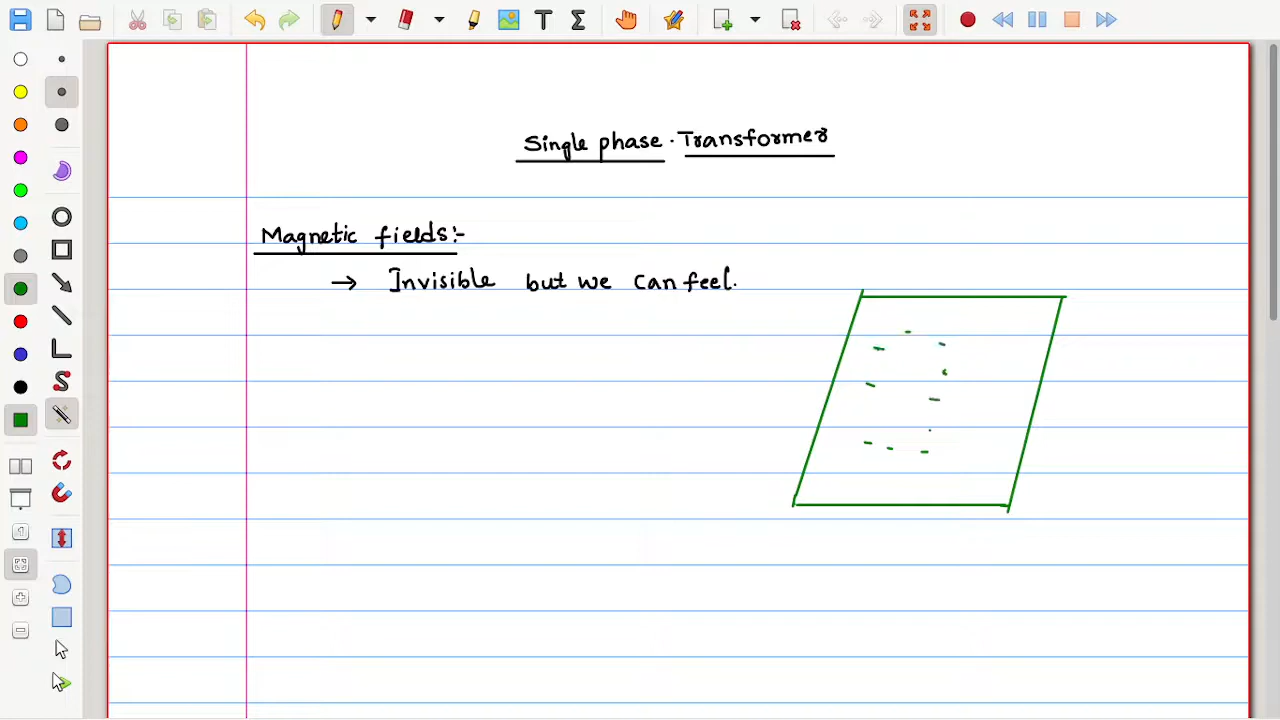 Single phase · Transformer
Magnetic fields:-
→ Invisible but we can feel.